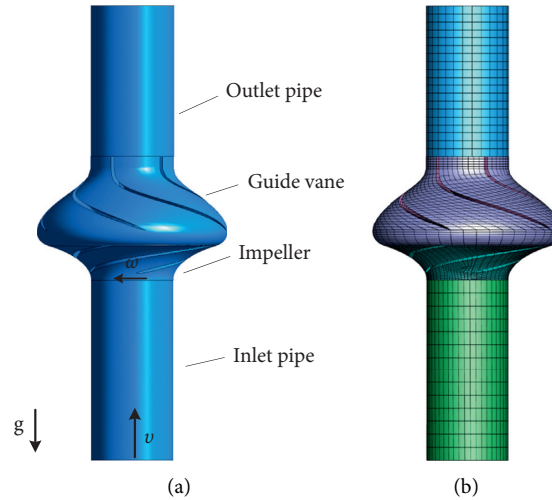 Outlet pipe
Guide vane
Impeller
ω
Inlet pipe
g
υ
(a)
(b)